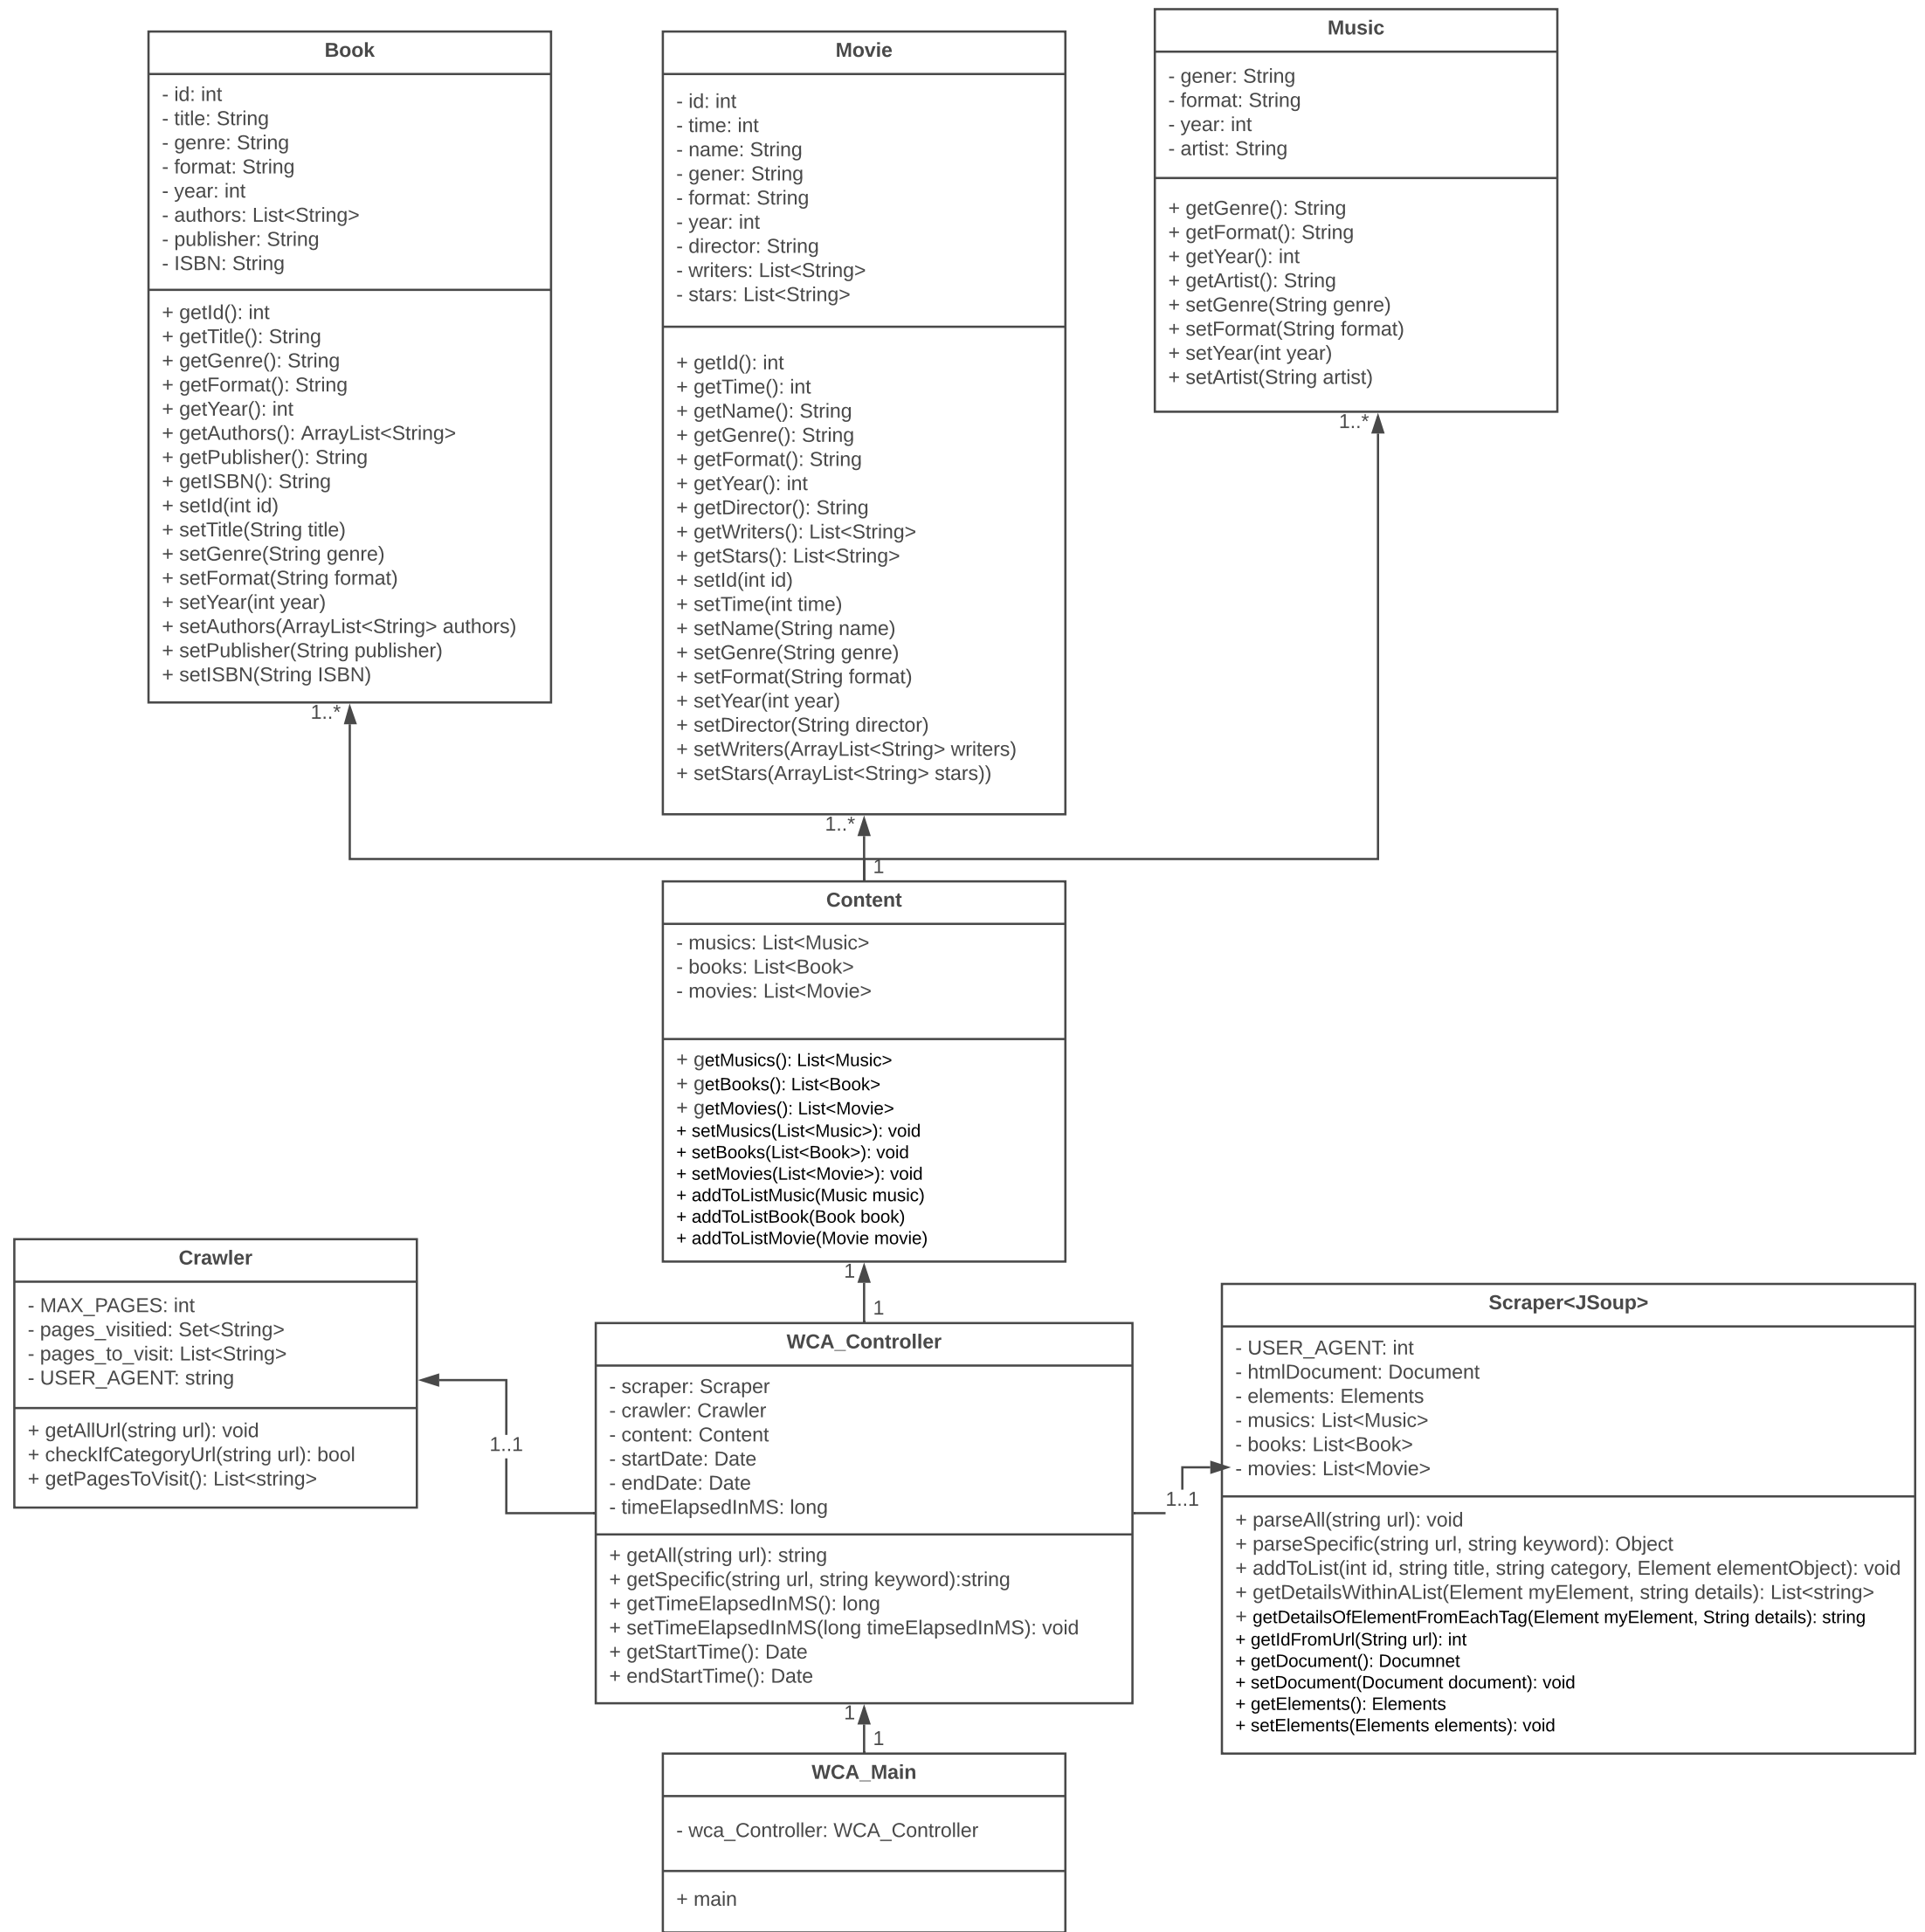 Book
- id: int
- title: String
- genre: String
- format: String
- year: int
- authors: List<String>
- publisher: String
- ISBN: String
+ getId(): int
+ getTitle(): String
+ getGenre(): String
+ getFormat(): String
+ getYear(): int
+ getAuthors(): ArrayList<String>
+ getPublisher(): String
+ getISBN(): String
+ setId(int id)
+ setTitle(String title)
+ setGenre(String genre)
+ setFormat(String format)
+ setYear(int year)
+ setAuthors(ArrayList<String> authors)
+ setPublisher(String publisher)
+ setISBN(String ISBN)
1..*
Movie
- id: int
- time: int
- name: String
- gener: String
- format: String
- year: int
- director: String
- writers: List<String>
- stars: List<String>
+ getId(): int
+ getTime(): int
+ getName(): String
+ getGenre(): String
+ getFormat(): String
+ getYear(): int
+ getDirector(): String
+ getWriters(): List<String>
+ getStars(): List<String>
+ setId(int id)
+ setTime(int time)
+ setName(String name)
+ setGenre(String genre)
+ setFormat(String format)
+ setYear(int year)
+ setDirector(String director)
+ setWriters(ArrayList<String> writers)
+ setStars(ArrayList<String> stars))
1..*
1
Music
- gener: String
- format: String
- year: int
- artist: String
+ getGenre(): String
+ getFormat(): String
+ getYear(): int
+ getArtist(): String
+ setGenre(String genre)
+ setFormat(String format)
+ setYear(int year)
+ setArtist(String artist)
1..*
Content
- musics: List<Music>
- books: List<Book>
- movies: List<Movie>
+ getMusics(): List<Music>
+ getBooks(): List<Book>
+ getMovies(): List<Movie>
+ setMusics(List<Music>): void
+ setBooks(List<Book>): void
+ setMovies(List<Movie>): void
+ addToListMusic(Music music)
+ addToListBook(Book book)
+ addToListMovie(Movie movie)
1
1
Crawler
- MAX_PAGES: int
- pages_visitied: Set<String>
- pages_to_visit: List<String>
- USER_AGENT: string
+ getAllUrl(string url): void
+ checkIfCategoryUrl(string url): bool
+ getPagesToVisit(): List<string>
1..1
WCA_Controller
- scraper: Scraper
- crawler: Crawler
- content: Content
- startDate: Date
- endDate: Date
- timeElapsedInMS: long
+ getAll(string url): string
+ getSpecific(string url, string keyword):string
+ getTimeElapsedInMS(): long
+ setTimeElapsedInMS(long timeElapsedInMS): void
+ getStartTime(): Date
+ endStartTime(): Date
1
1
1..1
Scraper<JSoup>
- USER_AGENT: int
- htmlDocument: Document
- elements: Elements
- musics: List<Music>
- books: List<Book>
- movies: List<Movie>
+ parseAll(string url): void
+ parseSpecific(string url, string keyword): Object
+ addToList(int id, string title, string category, Element elementObject): void
+ getDetailsWithinAList(Element myElement, string details): List<string>
+ getDetailsOfElementFromEachTag(Element myElement, String details): string
+ getIdFromUrl(String url): int
+ getDocument(): Documnet
+ setDocument(Document document): void
+ getElements(): Elements
+ setElements(Elements elements): void
WCA_Main
- wca_Controller: WCA_Controller
+ main